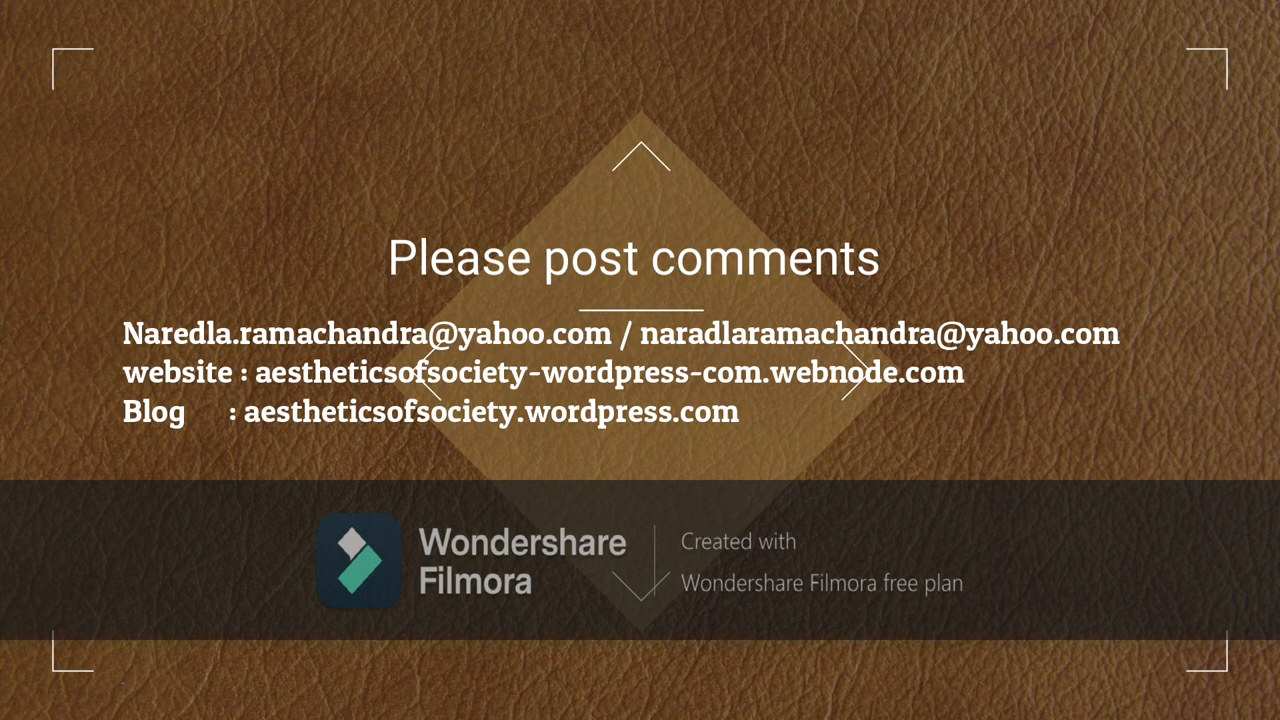 Please post comments
Naredla.ramachandra@yahoo.com / naradlaramachandra@yahoo.com
website : aestheticsofsociety-wordpress-com.webnode.com
Blog : aestheticsofsociety.wordpress.com
Wondershare
Filmora
Created with
Wondershare Filmora free plan